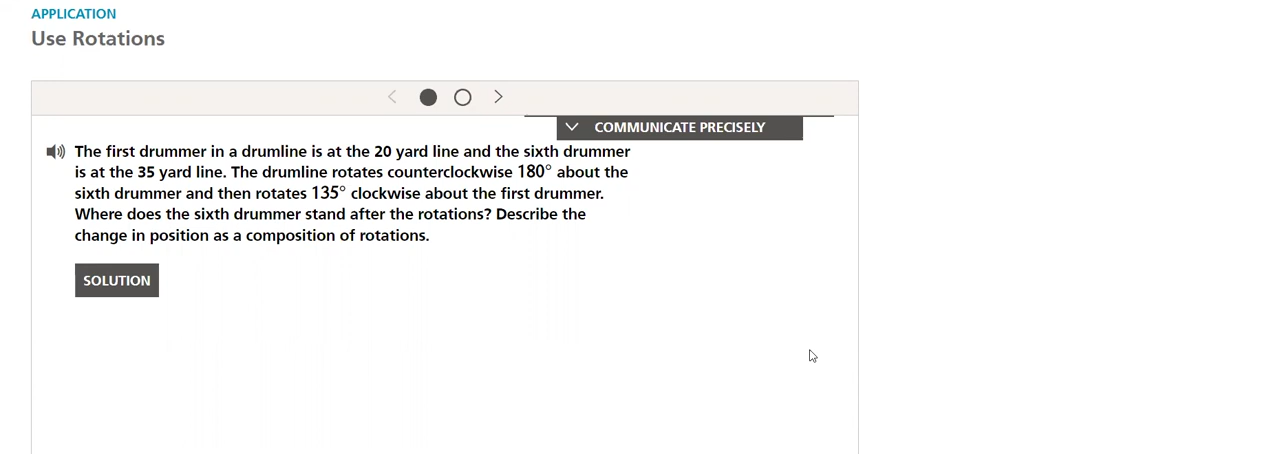 APPLICATION
Use Rotations
COMMUNICATE PRECISELY
The first drummer in a drumline is at the 20 yard line and the sixth drummer
is at the 35 yard line. The drumline rotates counterclockwise 180° about the
sixth drummer and then rotates 135° clockwise about the first drummer.
Where does the sixth drummer stand after the rotations? Describe the
change in position as a composition of rotations.
SOLUTION